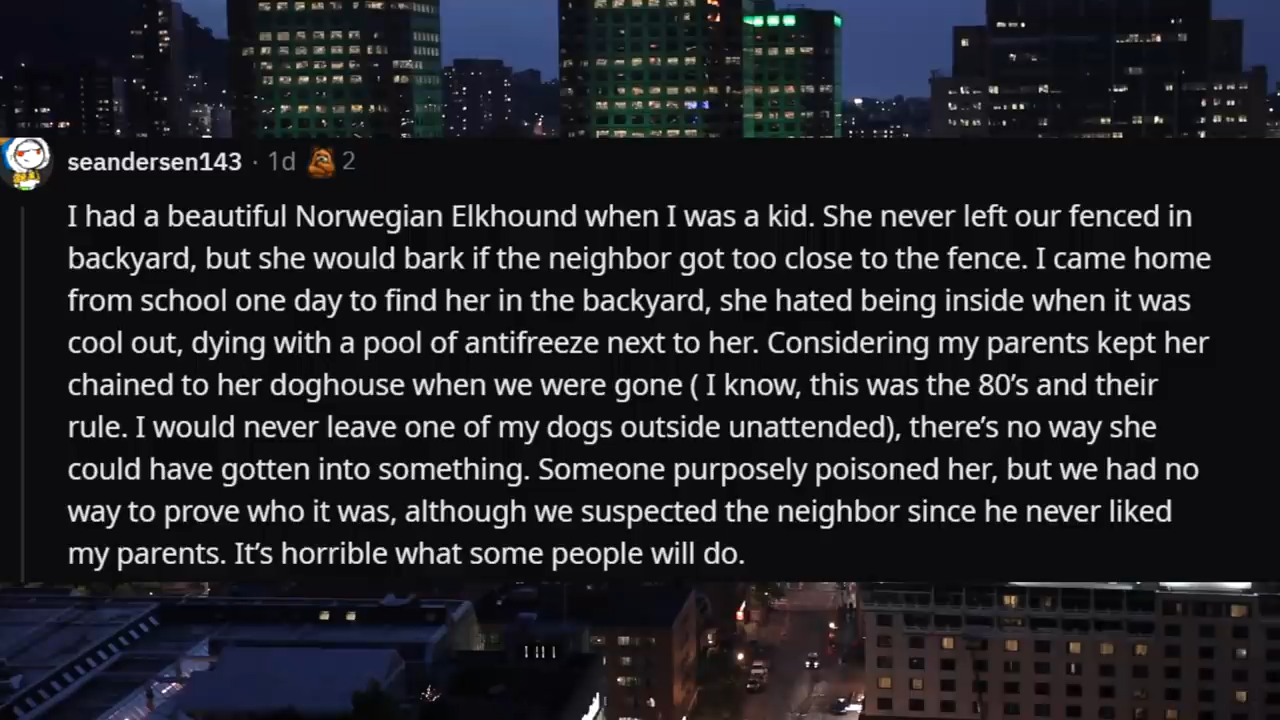 seandersen143 · 1d 2
I had a beautiful Norwegian Elkhound when I was a kid. She never left our fenced in
backyard, but she would bark if the neighbor got too close to the fence. I came home
from school one day to find her in the backyard, she hated being inside when it was
cool out, dying with a pool of antifreeze next to her. Considering my parents kept her
chained to her doghouse when we were gone ( I know, this was the 80’s and their
rule. I would never leave one of my dogs outside unattended), there’s no way she
could have gotten into something. Someone purposely poisoned her, but we had no
way to prove who it was, although we suspected the neighbor since he never liked
my parents. It’s horrible what some people will do.